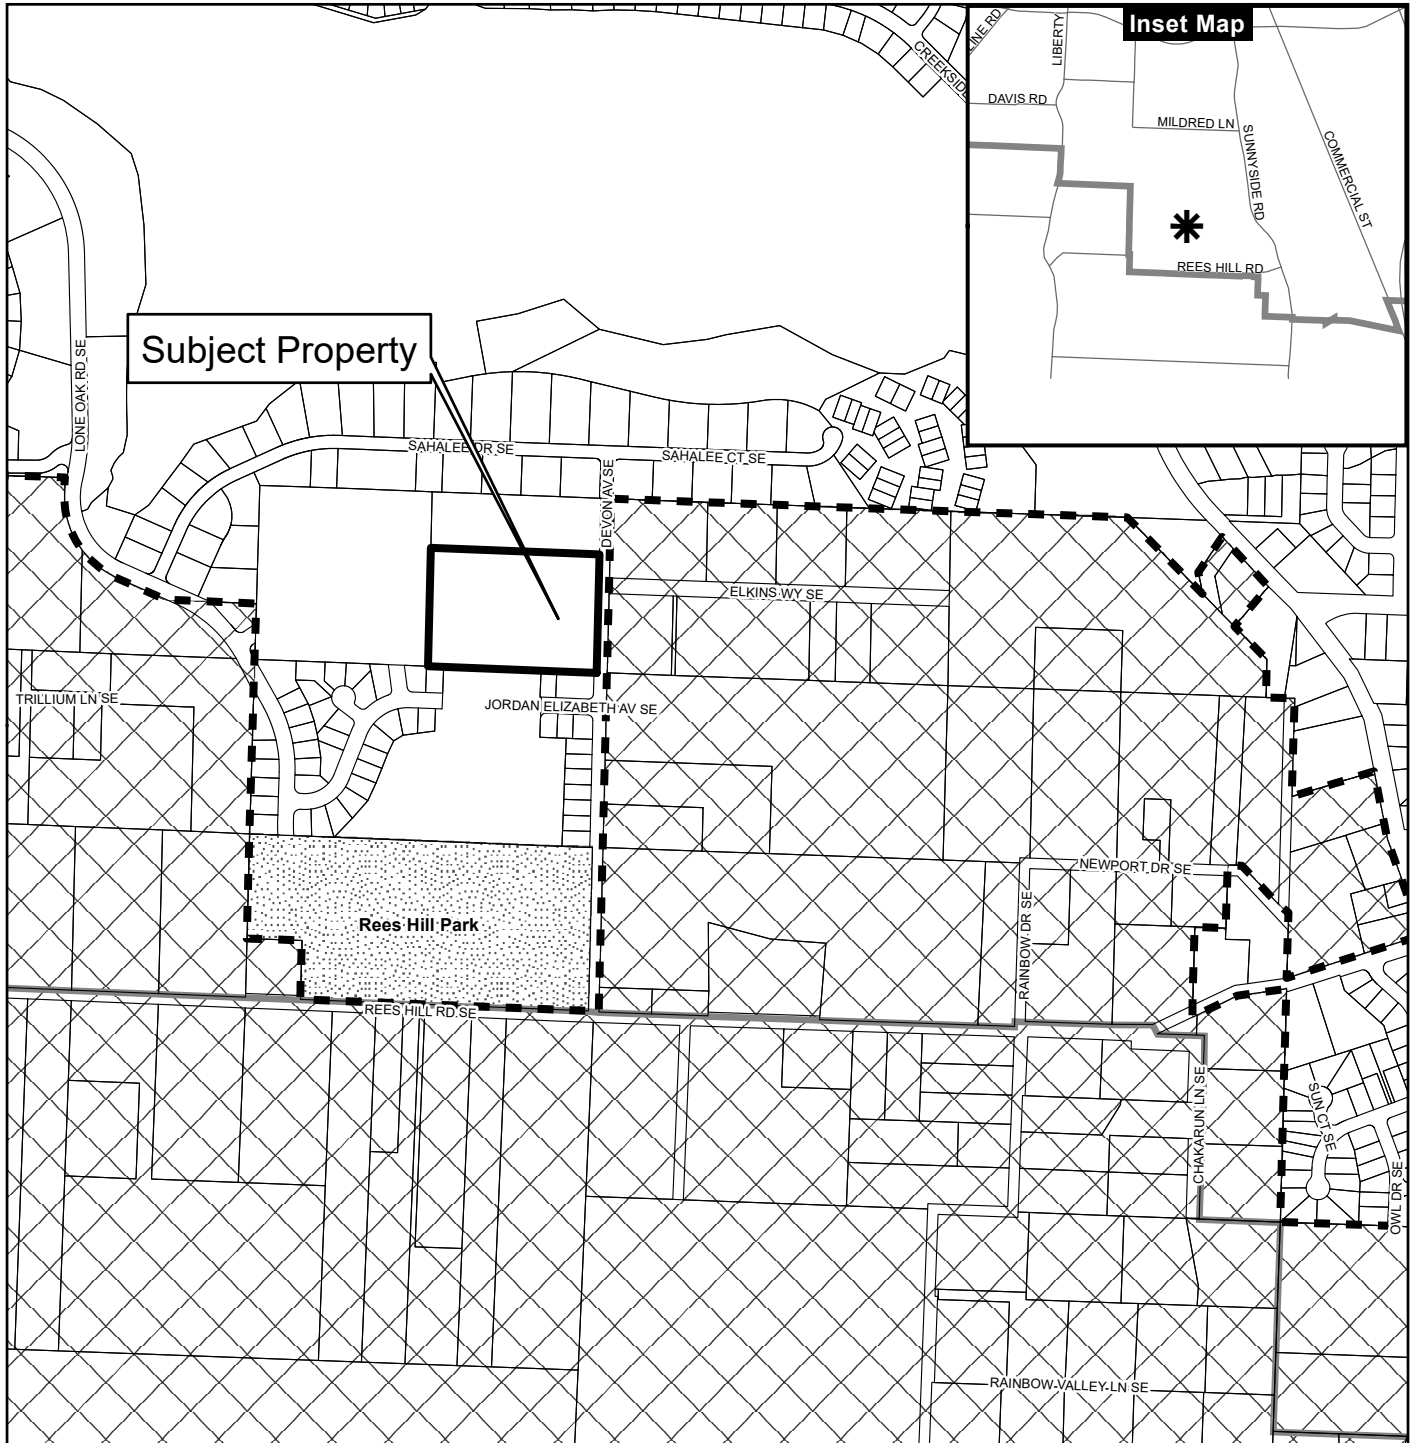 Inset Map
LINE RD
LIBERTY
DAVIS RD
MILDRED LN
SUNNYSIDE RD
COMMERCIAL ST
REES HILL RD
CREEKSIDE
Subject Property
LONE OAK RD SE
SAHALEE DR SE
SAHALEE CT SE
DEVON AV SE
ELKINS WY SE
TRILLIUM LN SE
JORDAN ELIZABETH AV SE
NEWPORT DR SE
RAINBOW DR SE
Rees Hill Park
REES HILL RD SE
CHAKARUN LN SE
SUN CT SE
OWL DR SE
RAINBOW VALLEY LN SE